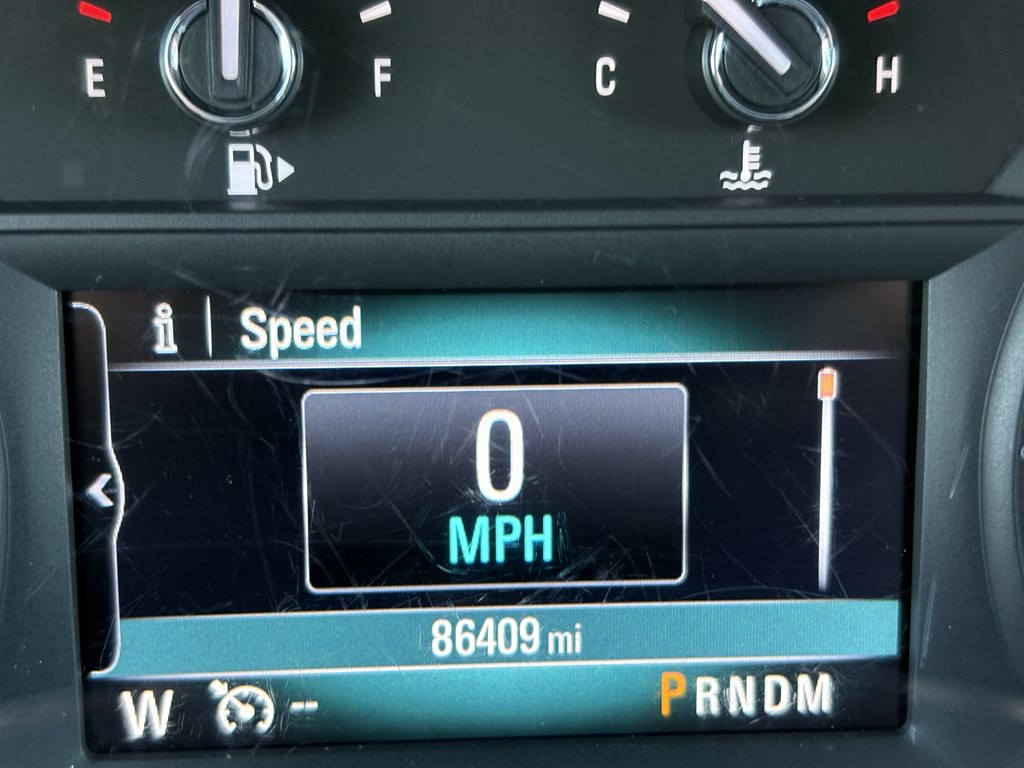 E F C H
i Speed
0
MPH
86409 mi
W -- PRNDM